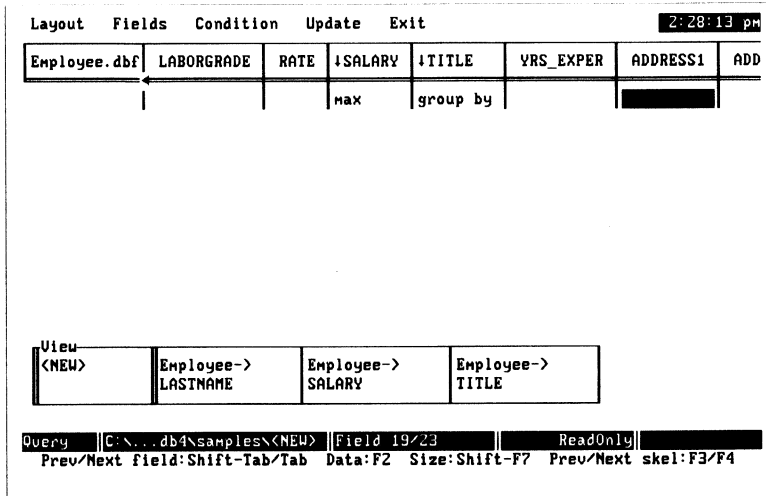 Layout Fields Condition Update Exit 2:28:13 pm
Employee.dbf LABORGRADE RATE ↓SALARY ↓TITLE YRS_EXPER ADDRESS1 ADD
max group by
View
<NEW> Employee-> Employee-> Employee->
LASTNAME SALARY TITLE
Query C:\...db4\samples\<NEW> Field 19/23 ReadOnly
Prev/Next field:Shift-Tab/Tab Data:F2 Size:Shift-F7 Prev/Next skel:F3/F4